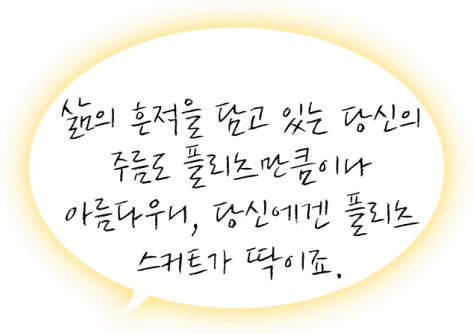 삶의 흔적을 담고 있는 당신의
주름도 플리츠만큼이나
아름다우니, 당신에겐 플리츠
스커트가 딱이죠.